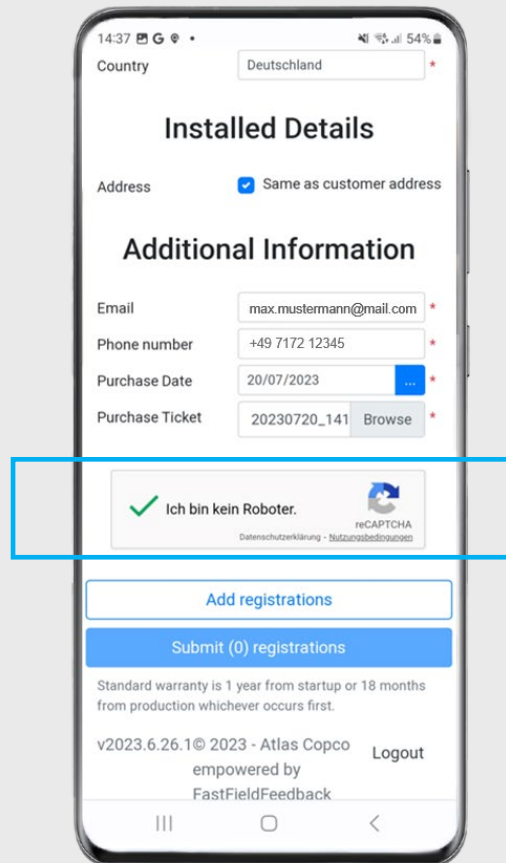 14:37 G 54%
Country Deutschland *
Installed Details
Address Same as customer address
Additional Information
Email max.mustermann@mail.com *
Phone number +49 7172 12345 *
Purchase Date 20/07/2023 ... *
Purchase Ticket 20230720_141 Browse *
Ich bin kein Roboter.
reCAPTCHA
Datenschutzerklärung - Nutzungsbedingungen
Add registrations
Submit (0) registrations
Standard warranty is 1 year from startup or 18 months
from production whichever occurs first.
v2023.6.26.1© 2023 - Atlas Copco Logout
empowered by
FastFieldFeedback